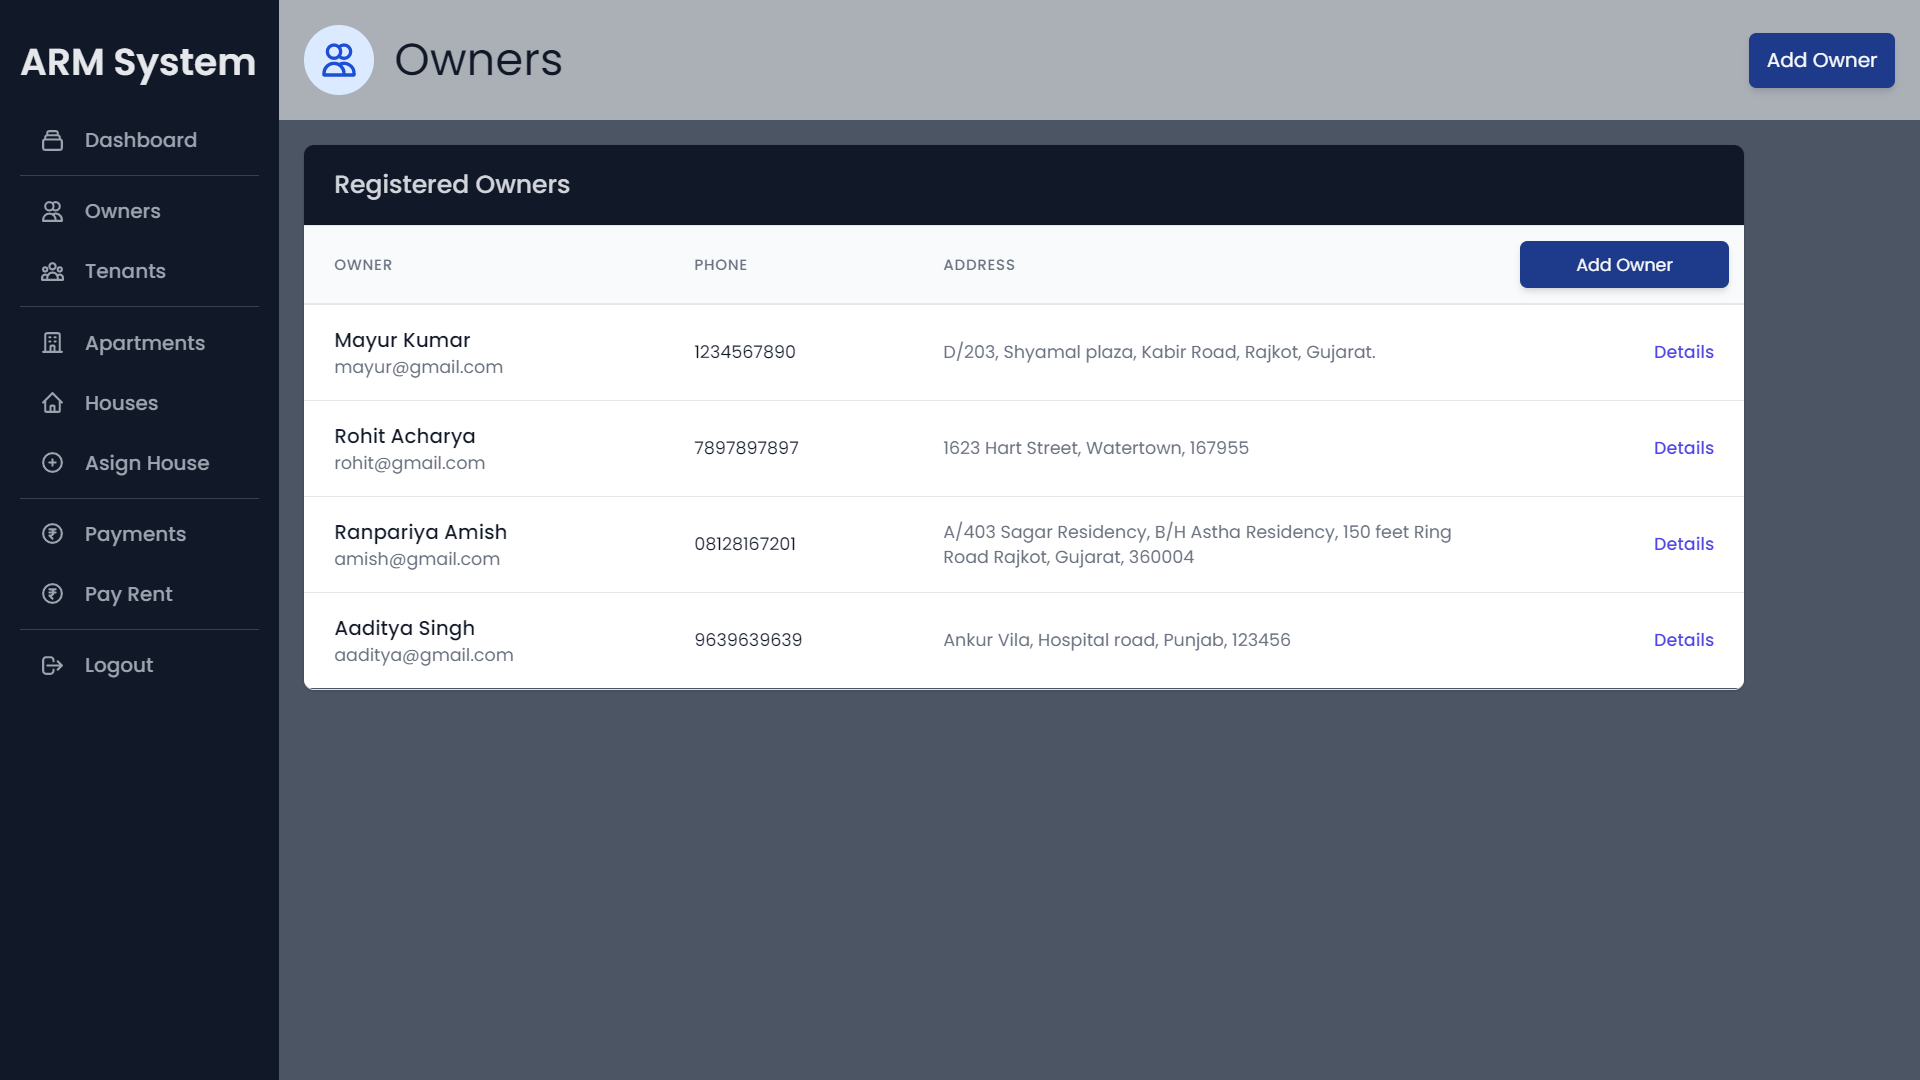 ARM System
Dashboard
Owners
Tenants
Apartments
Houses
Asign House
Payments
Pay Rent
Logout
Owners
Add Owner
Registered Owners
OWNER PHONE ADDRESS Add Owner
Mayur Kumar
mayur@gmail.com
1234567890
D/203, Shyamal plaza, Kabir Road, Rajkot, Gujarat.
Details
Rohit Acharya
rohit@gmail.com
7897897897
1623 Hart Street, Watertown, 167955
Details
Ranpariya Amish
amish@gmail.com
08128167201
A/403 Sagar Residency, B/H Astha Residency, 150 feet Ring
Road Rajkot, Gujarat, 360004
Details
Aaditya Singh
aaditya@gmail.com
9639639639
Ankur Vila, Hospital road, Punjab, 123456
Details